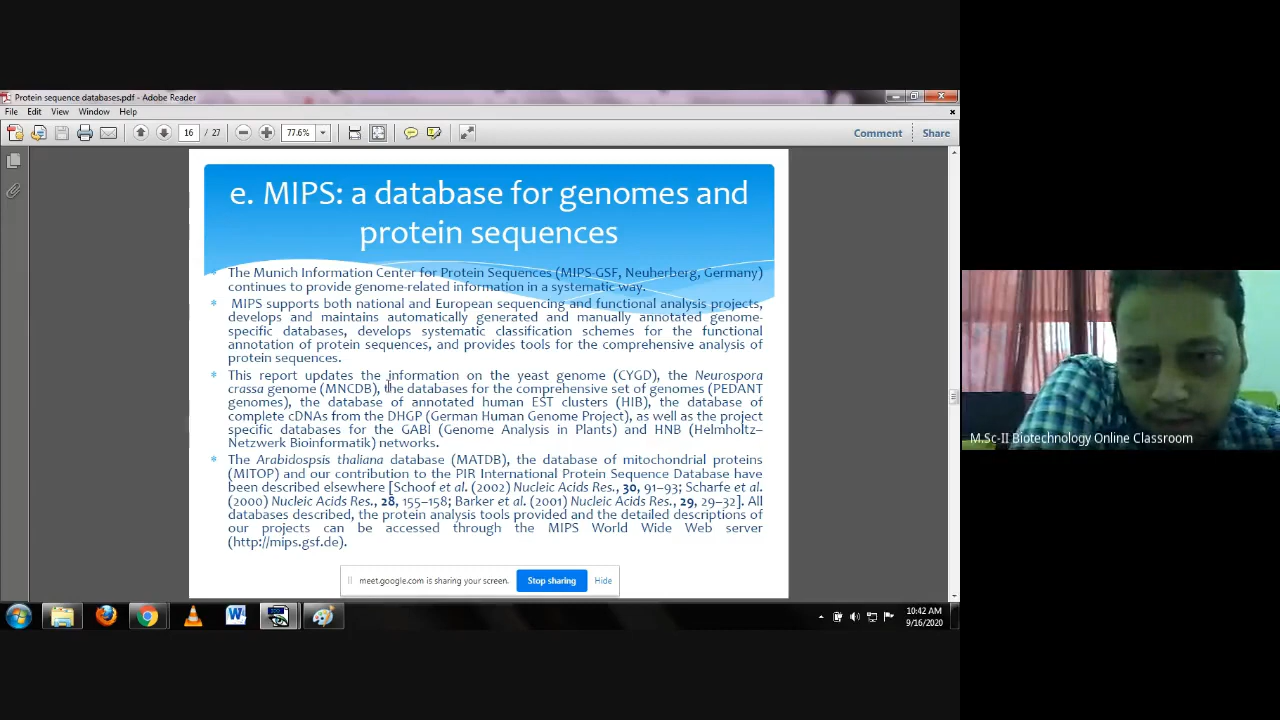 Protein sequence databases.pdf - Adobe Reader
File Edit View Window Help
16 / 27 77.6% Comment Share
e. MIPS: a database for genomes and
protein sequences
* The Munich Information Center for Protein Sequences (MIPS-GSF, Neuherberg, Germany)
continues to provide genome-related information in a systematic way.
* MIPS supports both national and European sequencing and functional analysis projects,
develops and maintains automatically generated and manually annotated genome-
specific databases, develops systematic classification schemes for the functional
annotation of protein sequences, and provides tools for the comprehensive analysis of
protein sequences.
* This report updates the information on the yeast genome (CYGD), the Neurospora
crassa genome (MNCDB), the databases for the comprehensive set of genomes (PEDANT
genomes), the database of annotated human EST clusters (HIB), the database of
complete cDNAs from the DHGP (German Human Genome Project), as well as the project
specific databases for the GABI (Genome Analysis in Plants) and HNB (Helmholtz–
Netzwerk Bioinformatik) networks.
* The Arabidospsis thaliana database (MATDB), the database of mitochondrial proteins
(MITOP) and our contribution to the PIR International Protein Sequence Database have
been described elsewhere [Schoof et al. (2002) Nucleic Acids Res., 30, 91–93; Scharfe et al.
(2000) Nucleic Acids Res., 28, 155–158; Barker et al. (2001) Nucleic Acids Res., 29, 29–32]. All
databases described, the protein analysis tools provided and the detailed descriptions of
our projects can be accessed through the MIPS World Wide Web server
(http://mips.gsf.de).
meet.google.com is sharing your screen. Stop sharing Hide
10:42 AM
9/16/2020
M.Sc-II Biotechnology Online Classroom